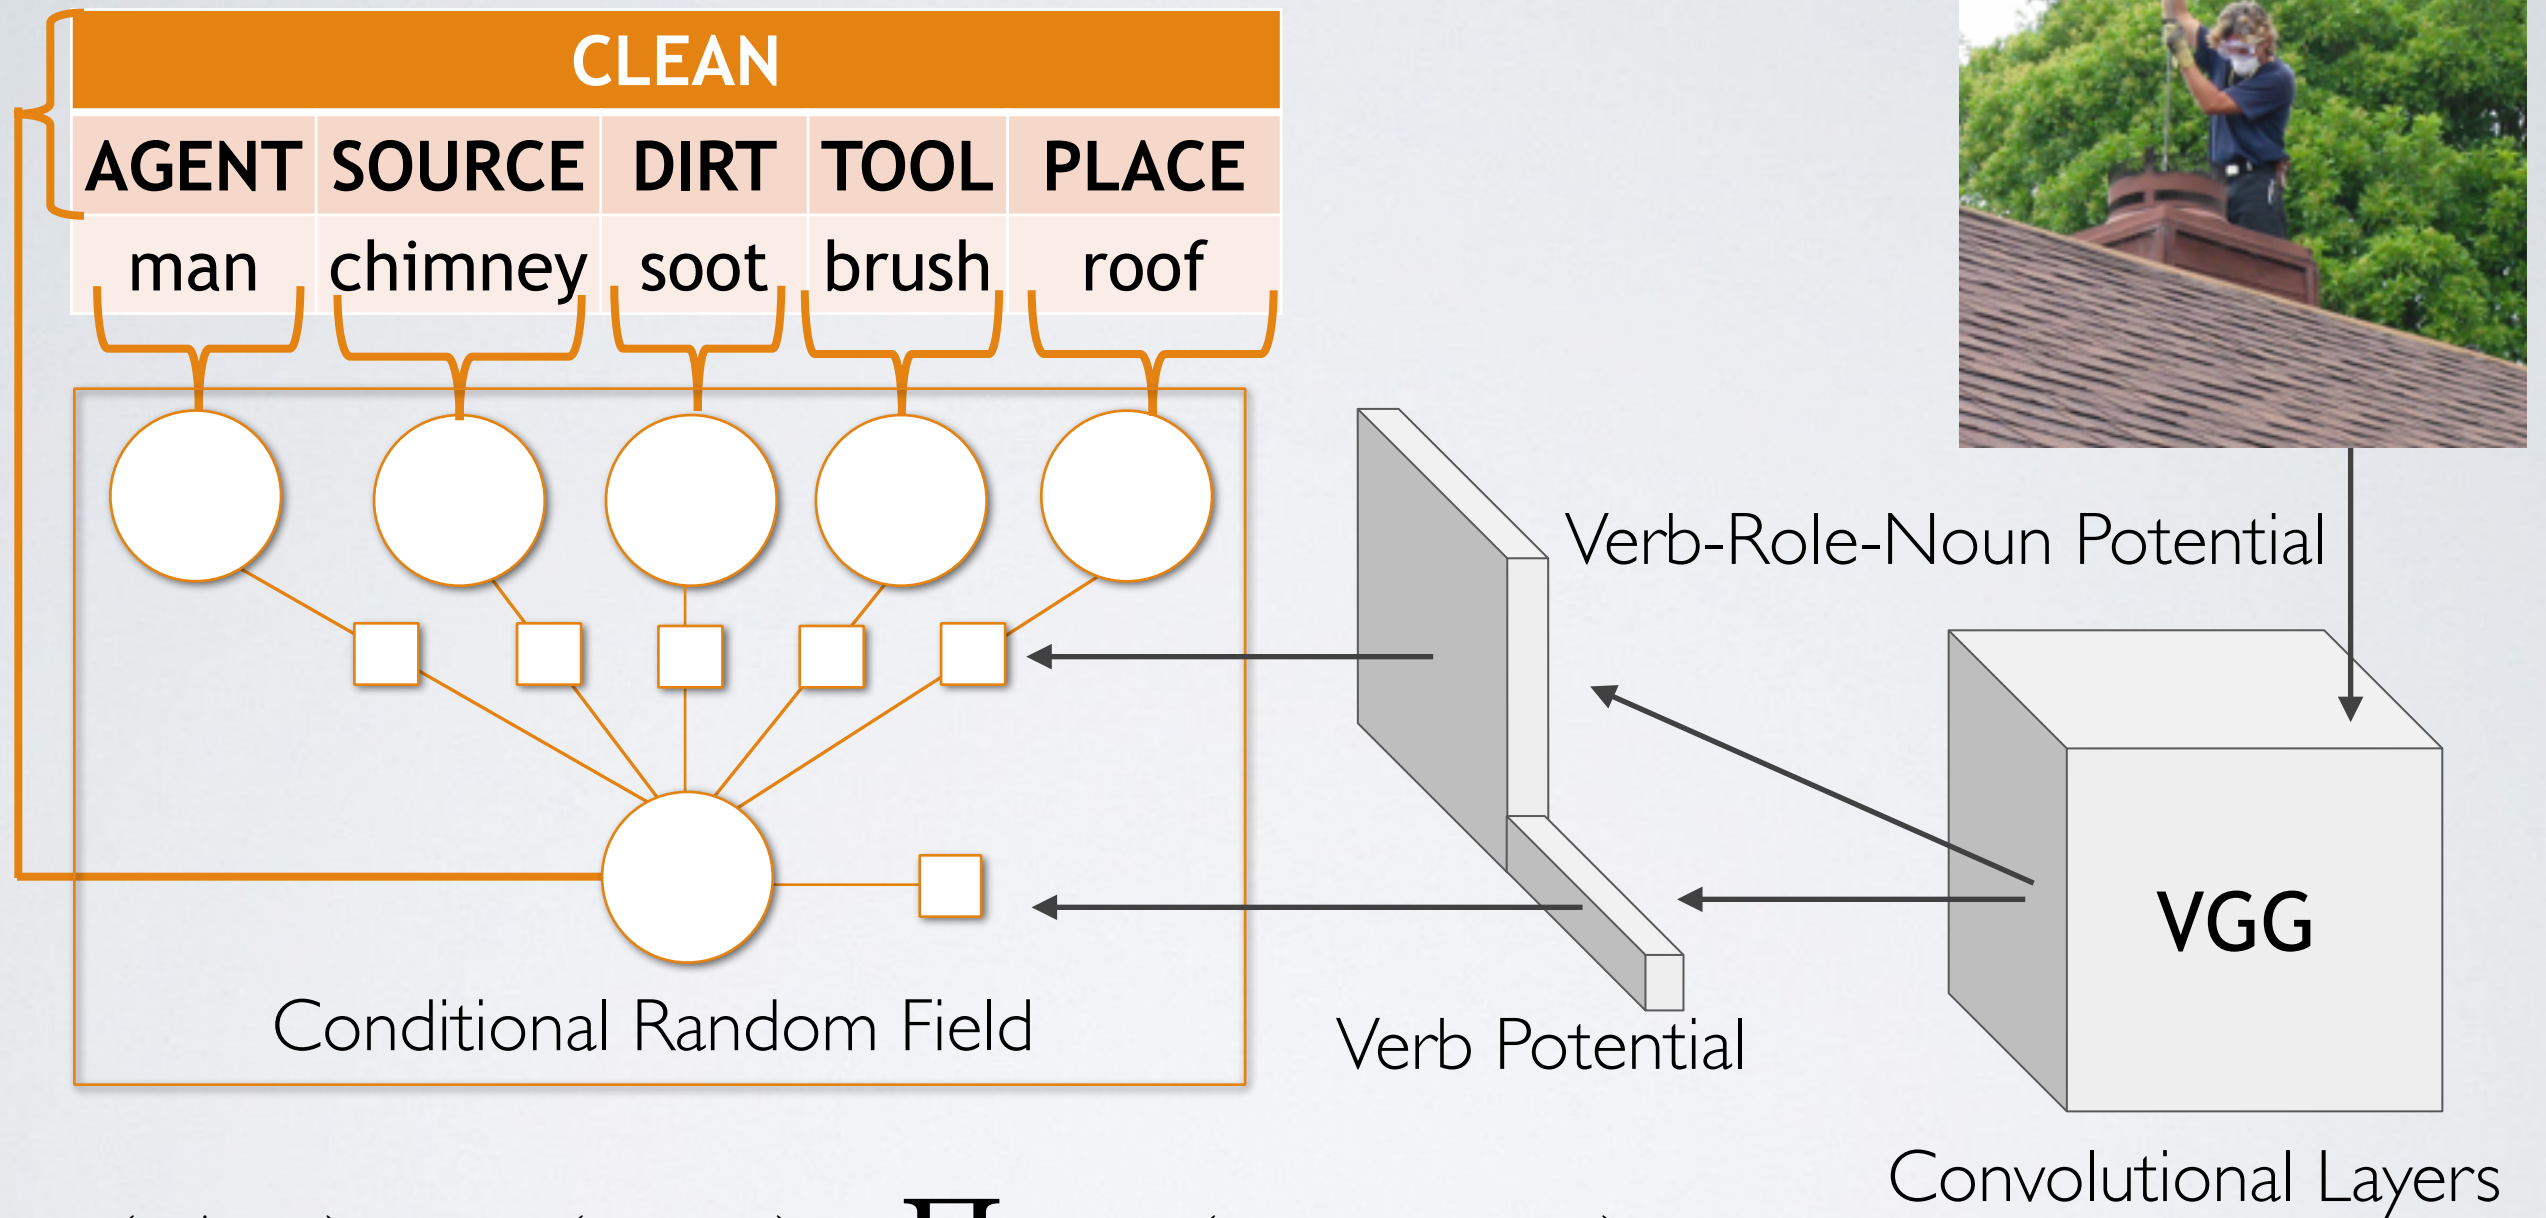 CLEAN
AGENT SOURCE DIRT TOOL PLACE
man chimney soot brush roof
Verb-Role-Noun Potential
VGG
Conditional Random Field
Verb Potential
Convolutional Layers